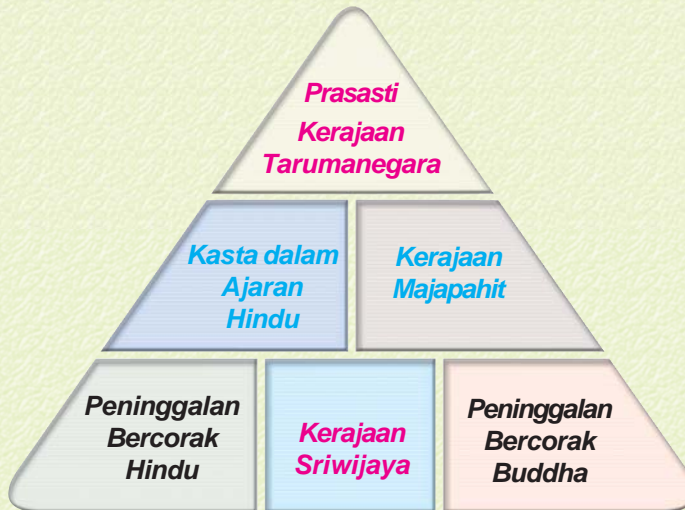 Prasasti
Kerajaan
Tarumanegara
Kasta dalam
Ajaran
Hindu
Kerajaan
Majapahit
Peninggalan
Bercorak
Hindu
Kerajaan
Sriwijaya
Peninggalan
Bercorak
Buddha